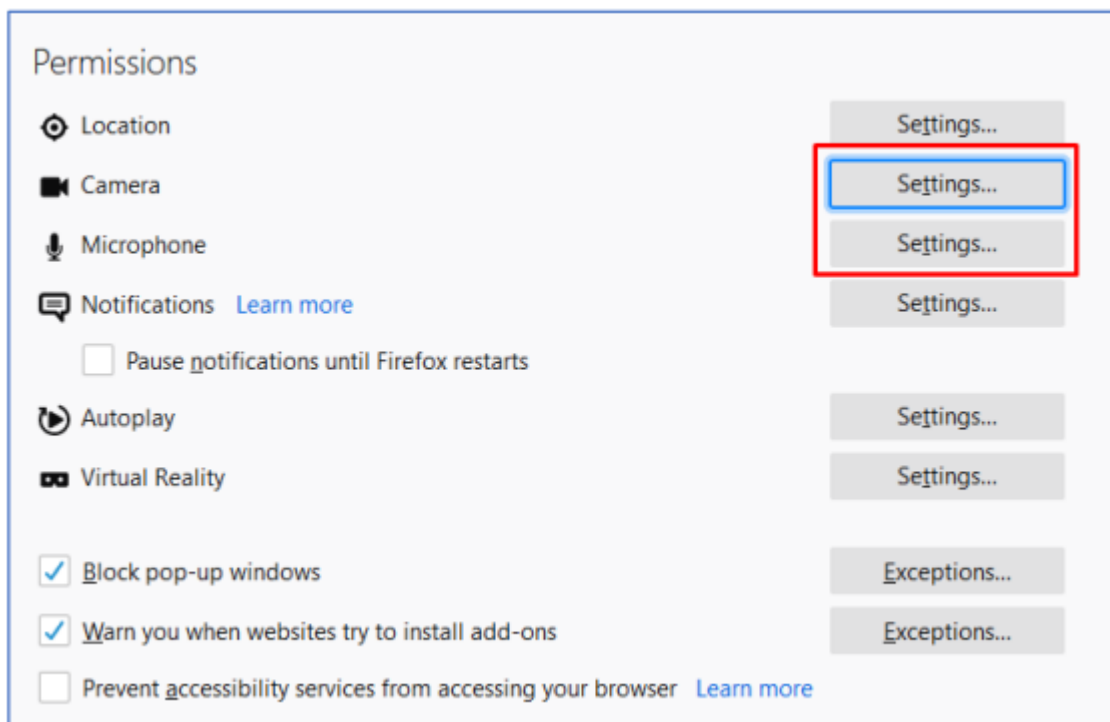 Permissions
Location Settings...
Camera Settings...
Microphone Settings...
Notifications Learn more Settings...
Pause notifications until Firefox restarts
Autoplay Settings...
Virtual Reality Settings...
Block pop-up windows Exceptions...
Warn you when websites try to install add-ons Exceptions...
Prevent accessibility services from accessing your browser Learn more